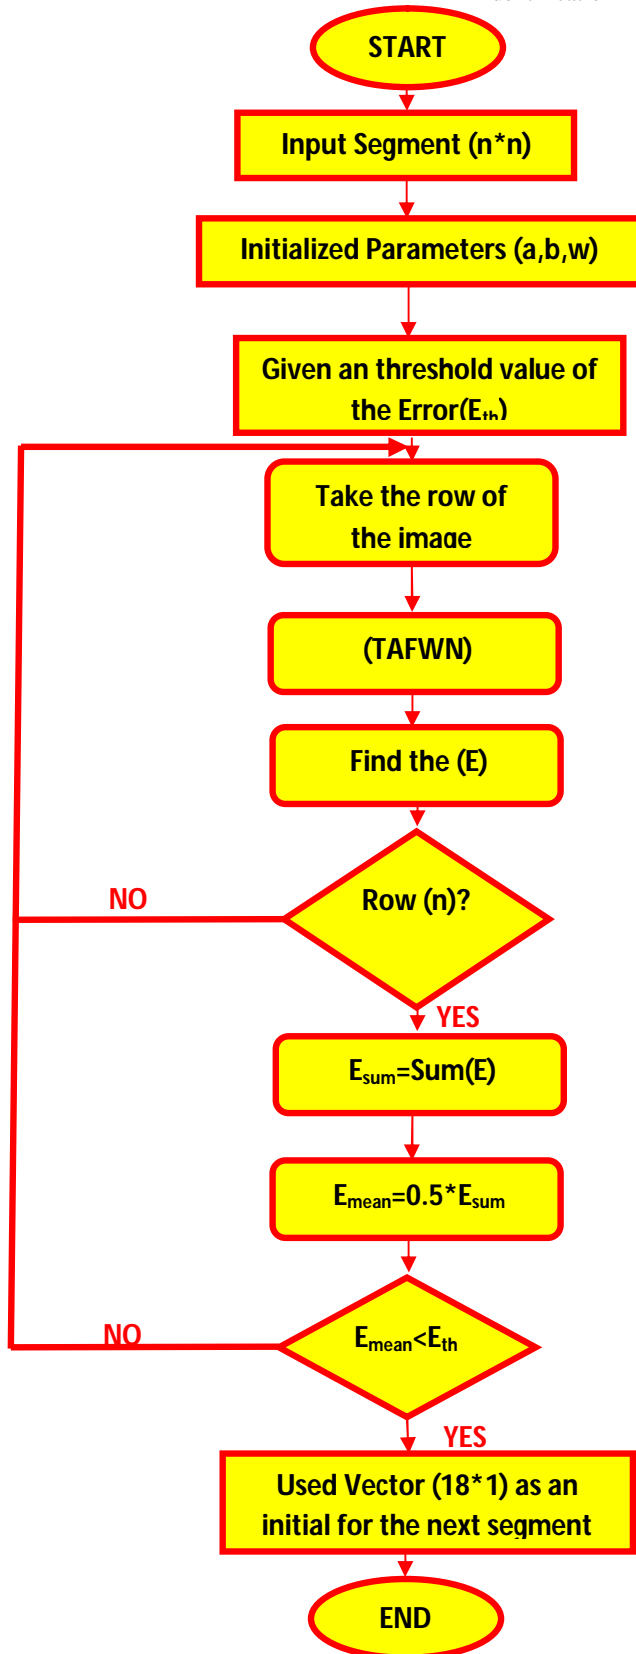 START
Input Segment (n*n)
Initialized Parameters (a,b,w)
Given an threshold value of
the Error(Eth)
Take the row of
the image
(TAFWN)
Find the (E)
Row (n)?
NO
YES
Esum=Sum(E)
Emean=0.5*Esum
Emean<Eth
NO
YES
Used Vector (18*1) as an
initial for the next segment
END